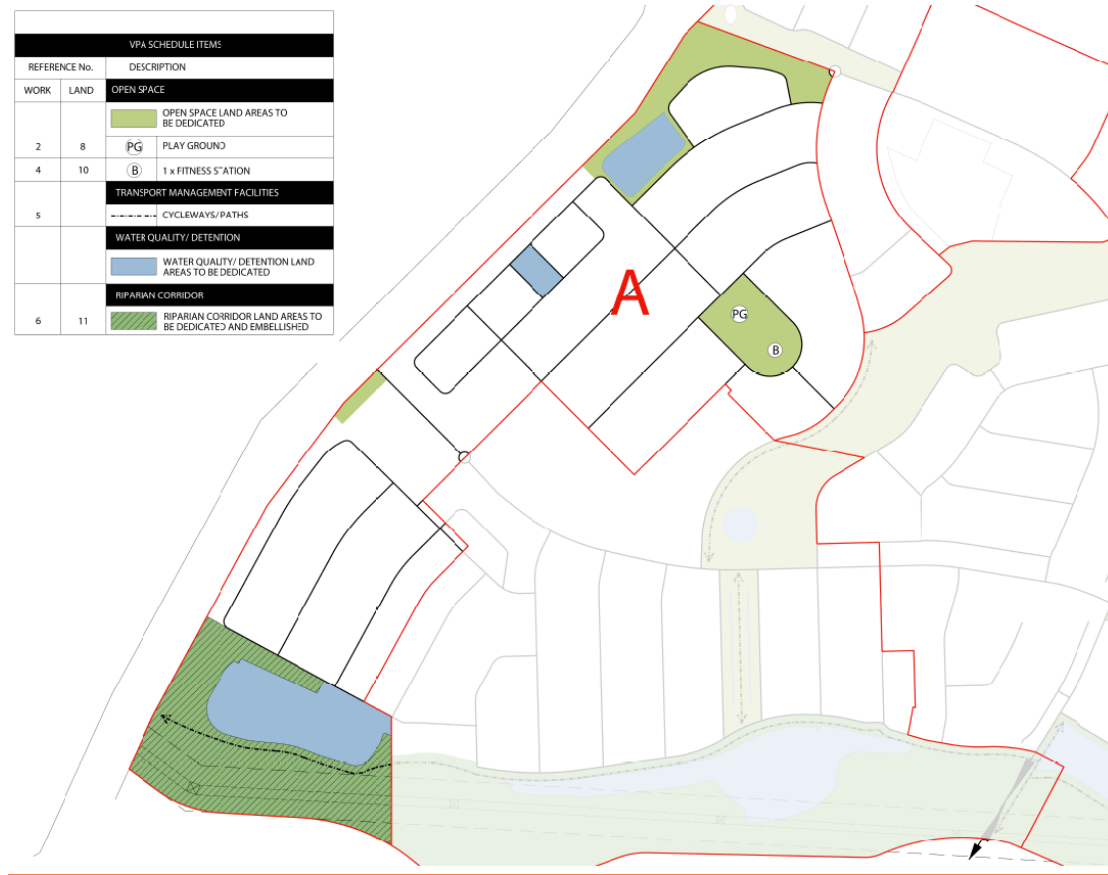 VPA SCHEDULE ITEMS
REFERENCE No. DESCRIPTION
WORK LAND OPEN SPACE
OPEN SPACE LAND AREAS TO
BE DEDICATED
2 8 PG PLAY GROUND
4 10 B 1 x FITNESS STATION
TRANSPORT MANAGEMENT FACILITIES
5 CYCLEWAYS/PATHS
WATER QUALITY/ DETENTION
WATER QUALITY/ DETENTION LAND
AREAS TO BE DEDICATED
RIPARIAN CORRIDOR
6 11 RIPARIAN CORRIDOR LAND AREAS TO
BE DEDICATED AND EMBELLISHED
A
PG
B